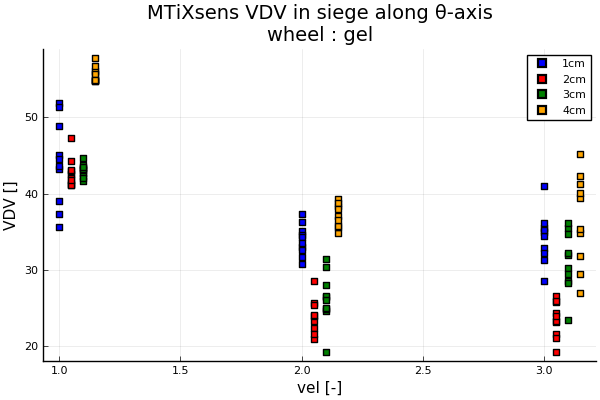 MTiXsens VDV in siege along θ-axis
wheel : gel
1cm
2cm
3cm
4cm
VDV []
50
40
30
20
1.0 1.5 2.0 2.5 3.0
vel [-]